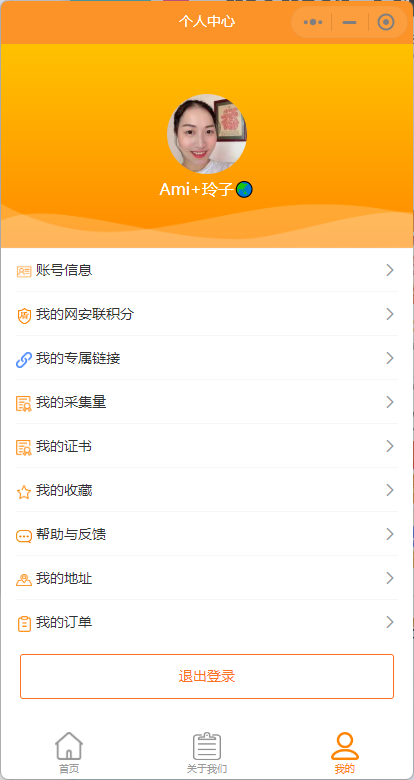 个人中心
Ami+玲子🌏
账号信息
我的网安联积分
我的专属链接
我的采集量
我的证书
我的收藏
帮助与反馈
我的地址
我的订单
退出登录
首页
关于我们
我的